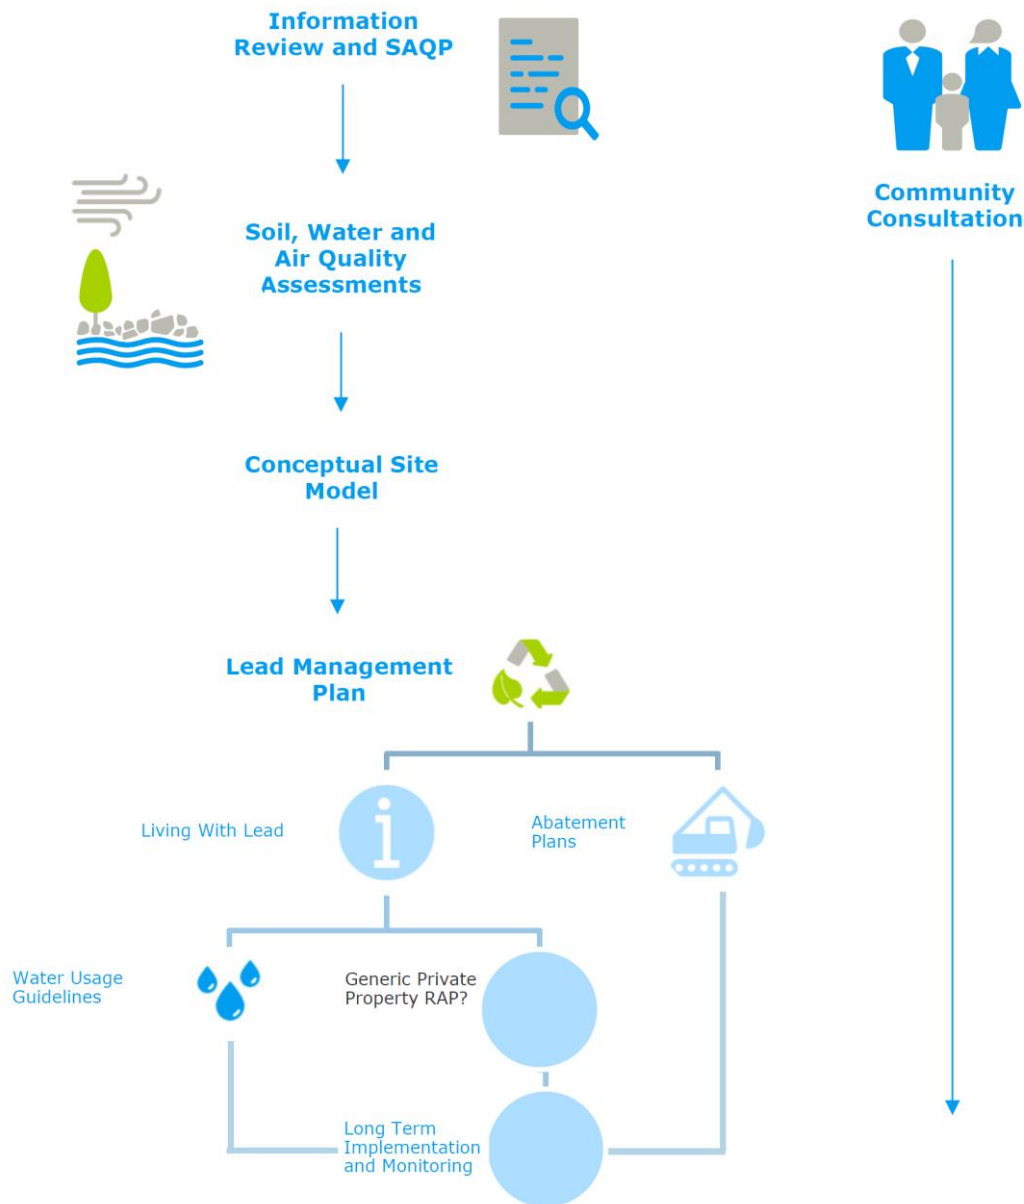 Information
Review and SAQP
Community
Consultation
Soil, Water and
Air Quality
Assessments
Conceptual Site
Model
Lead Management
Plan
Living With Lead
Abatement
Plans
Water Usage
Guidelines
Generic Private
Property RAP?
Long Term
Implementation
and Monitoring